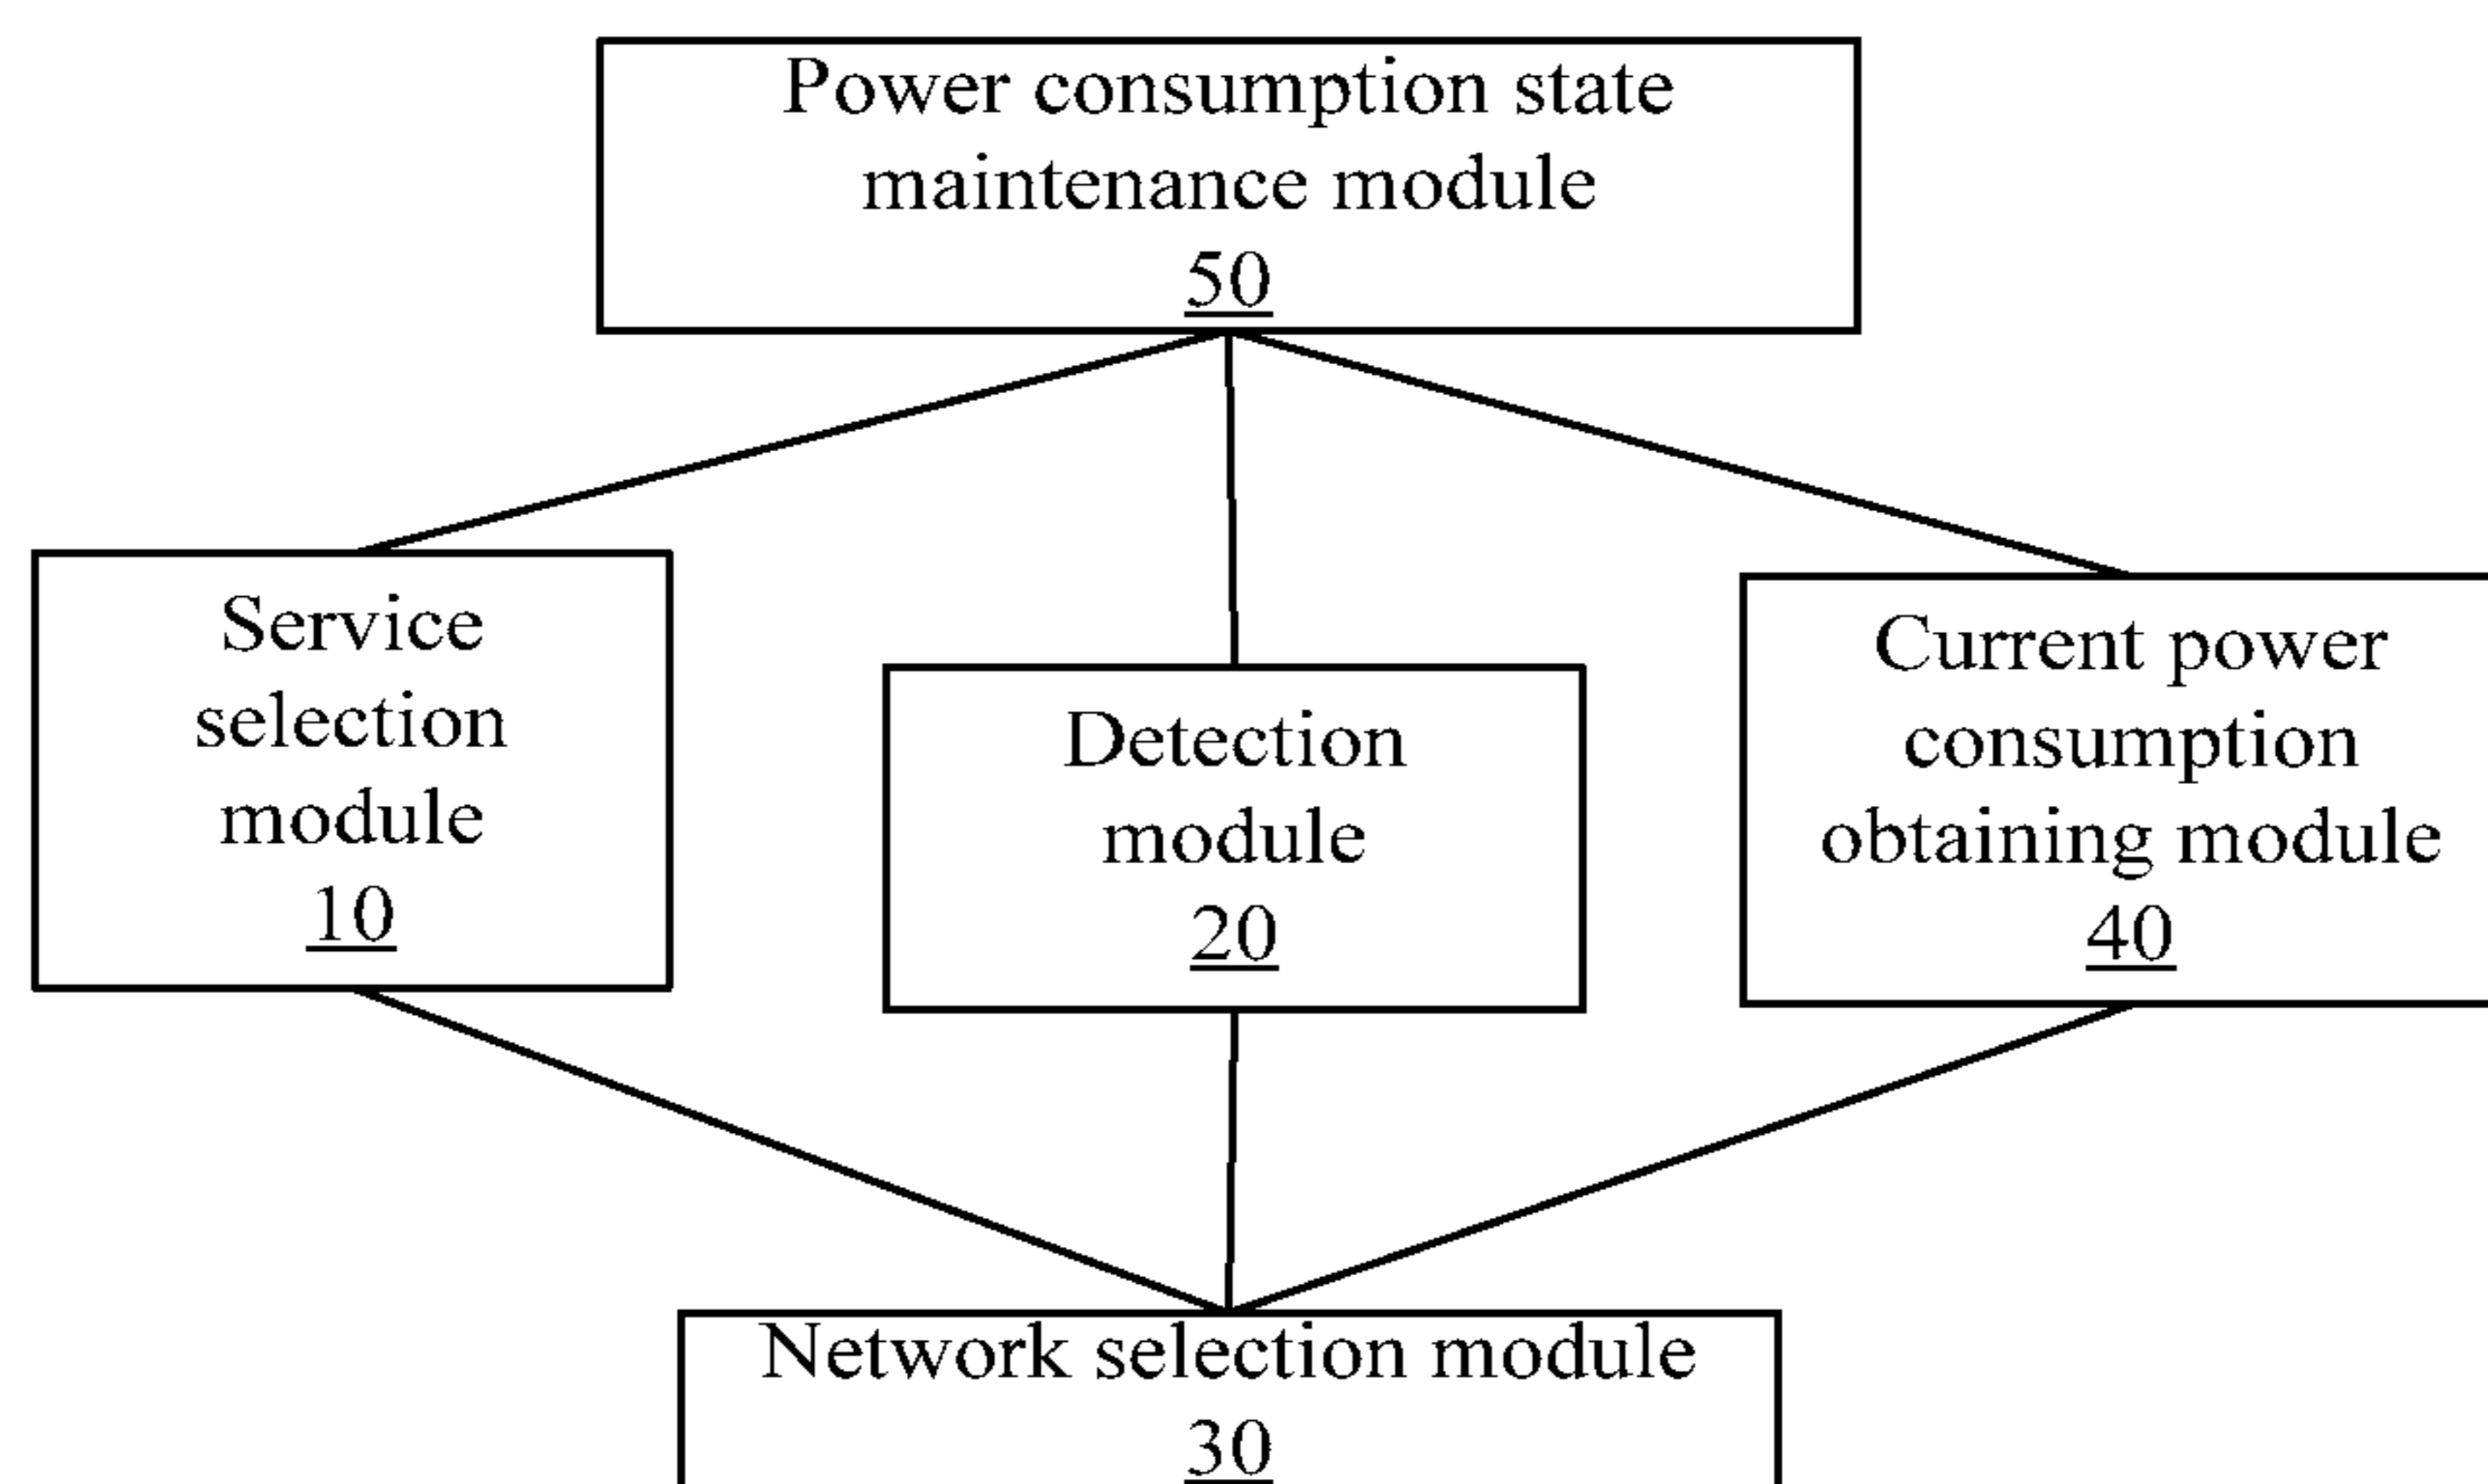 Power consumption state
maintenance module
50
Service
selection
module
10
Detection
module
20
Current power
consumption
obtaining module
40
Network selection module
30